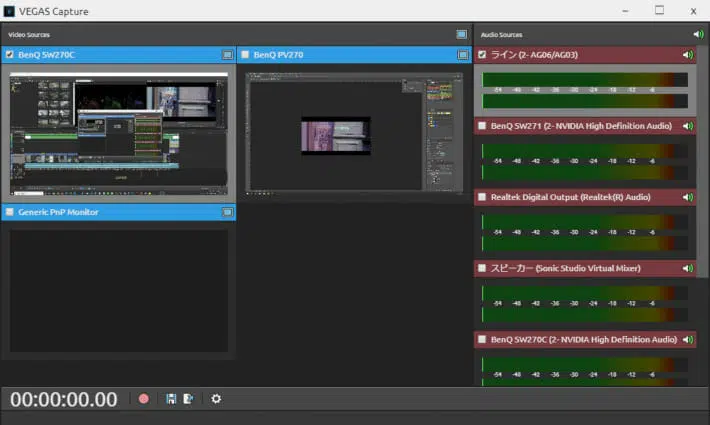 VEGAS Capture
Video Sources
Audio Sources
BenQ SW270C
BenQ PV270
ライン (2- AG06/AG03)
-54 -48 -42 -36 -30 -24 -18 -12 -6
BenQ SW271 (2- NVIDIA High Definition Audio)
-54 -48 -42 -36 -30 -24 -18 -12 -6
Realtek Digital Output (Realtek(R) Audio)
-54 -48 -42 -36 -30 -24 -18 -12 -6
Generic PnP Monitor
スピーカー (Sonic Studio Virtual Mixer)
-54 -48 -42 -36 -30 -24 -18 -12 -6
BenQ SW270C (2- NVIDIA High Definition Audio)
-54 -48 -42 -36 -30 -24 -18 -12 -6
00:00:00.00